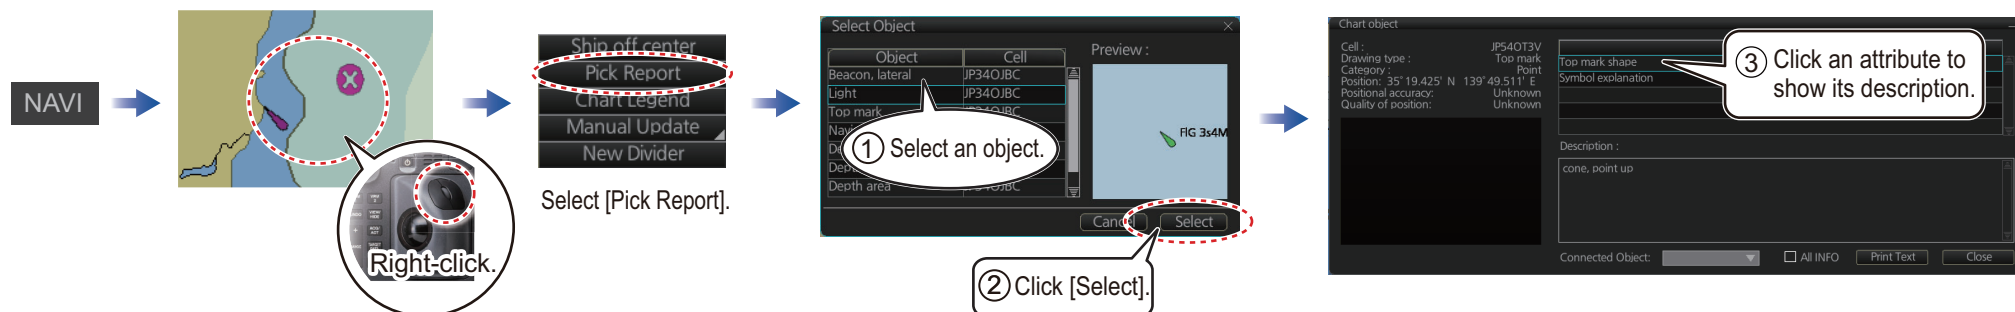 NAVI
Right-click.
Ship off center
Pick Report
Chart Legend
Manual Update
New Divider
Select [Pick Report].
Select Object
Object Cell
Beacon, lateral JP34OJBC
Light JP34OJBC
Top mark JP34OJBC
Depth area JP34OJBC
Preview :
FlG 3s4M
① Select an object.
Cancel Select
② Click [Select].
Chart object
Cell : JP54OT3V
Drawing type : Top mark
Category : Point
Position: 35°19.425' N 139°49.511' E
Positional accuracy: Unknown
Quality of position: Unknown
Top mark shape
Symbol explanation
③ Click an attribute to
show its description.
Description :
cone, point up
Connected Object: All INFO Print Text Close